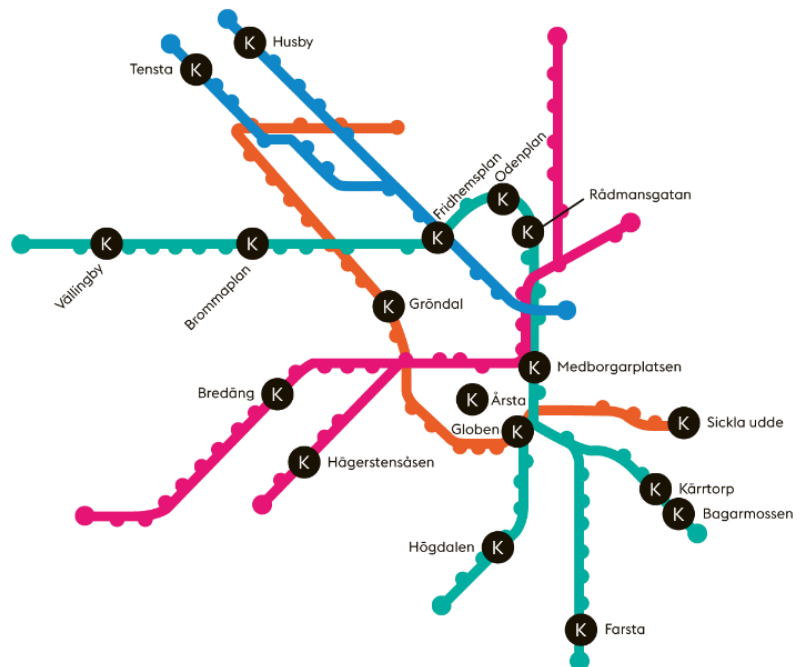 K Husby
Tensta K
Fridhemsplan
Odenplan
K
Rådmansgatan
K
K
Vällingby
K
Brommaplan
K
K Gröndal
K Medborgarplatsen
Bredäng K
K Årsta
Globen K
K Sickla udde
K Hägerstensåsen
K Kärrtorp
K Bagarmossen
Högdalen K
K Farsta